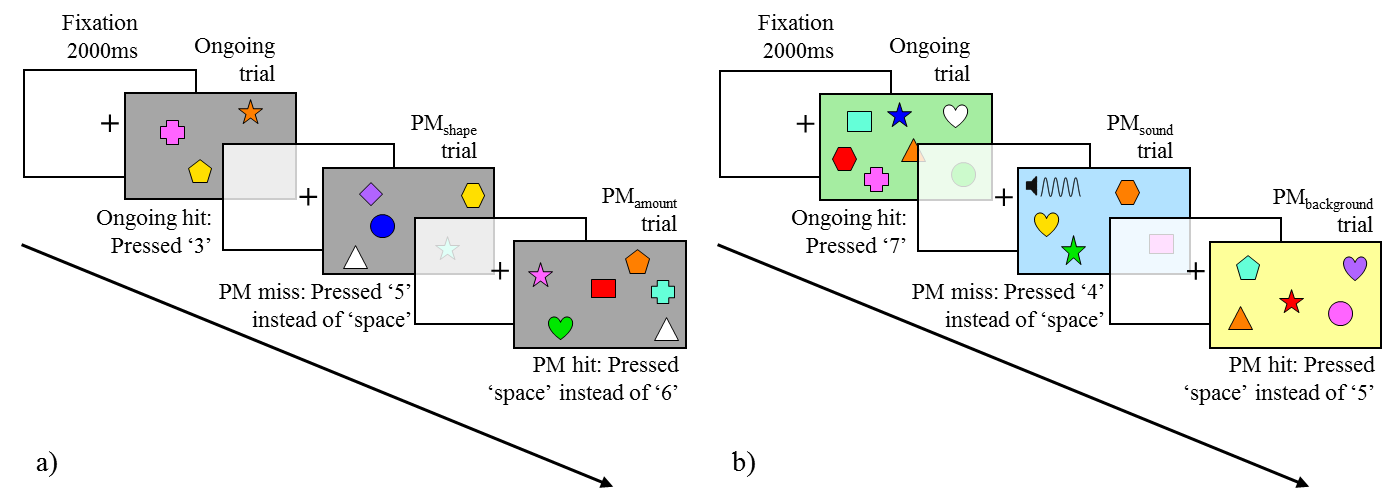 Fixation
2000ms
Ongoing
trial
+
Ongoing hit:
Pressed ‘3’
PMshape
trial
+
PM miss: Pressed ‘5’
instead of ‘space’
PMamount
trial
+
PM hit: Pressed
‘space’ instead of ‘6’
a)
Fixation
2000ms
Ongoing
trial
+
Ongoing hit:
Pressed ‘7’
PMsound
trial
+
PM miss: Pressed ‘4’
instead of ‘space’
PMbackground
trial
+
PM hit: Pressed
‘space’ instead of ‘5’
b)